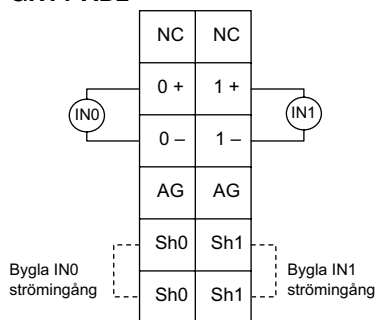 NC NC
0 + 1 +
IN0 IN1
0 – 1 –
AG AG
Sh0 Sh1
Bygla IN0
strömingång
Bygla IN1
strömingång
Sh0 Sh1